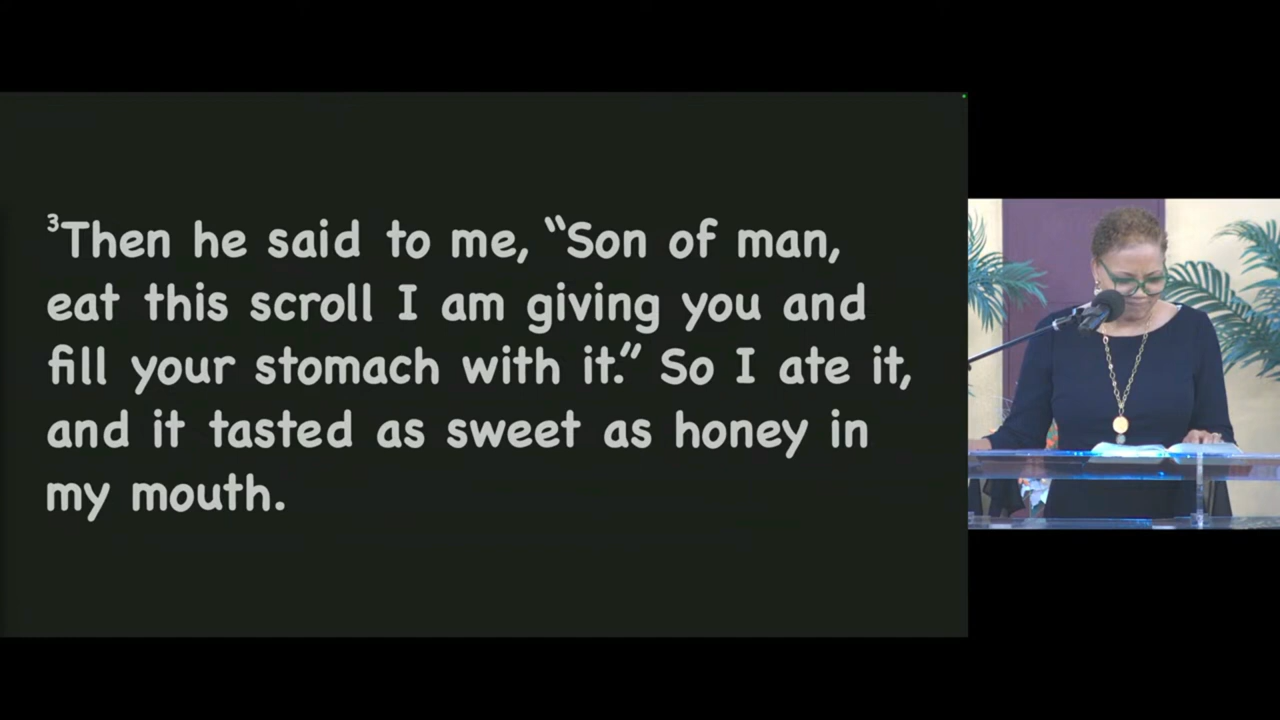 ³Then he said to me, “Son of man,
eat this scroll I am giving you and
fill your stomach with it.” So I ate it,
and it tasted as sweet as honey in
my mouth.